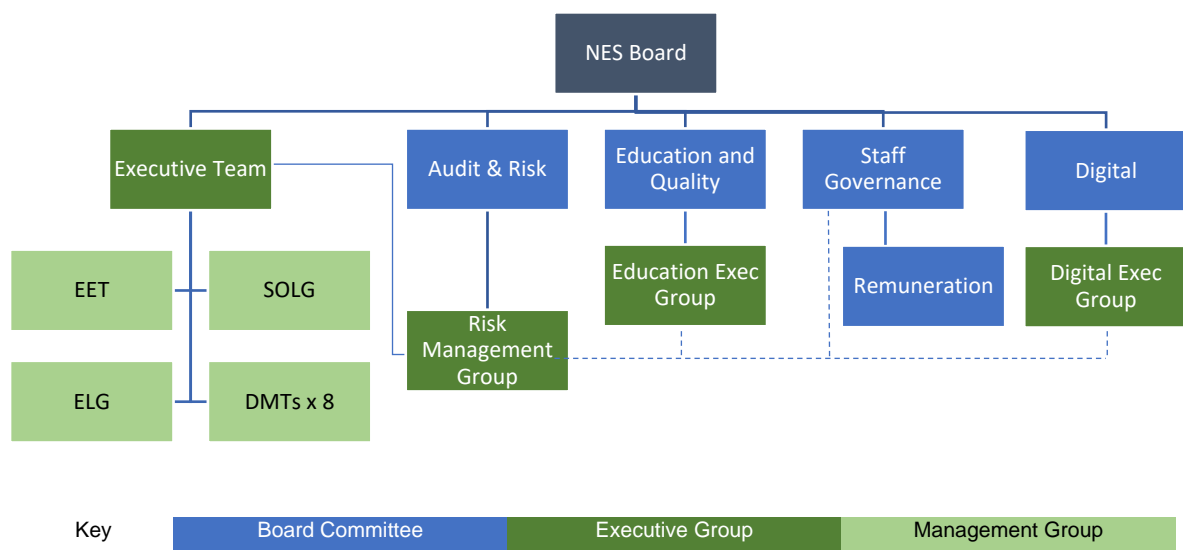 NES Board
Executive Team
Audit & Risk
Education and
Quality
Staff
Governance
Digital
EET
SOLG
Education Exec
Group
Remuneration
Digital Exec
Group
Risk
Management
Group
ELG
DMTs x 8
Key
Board Committee
Executive Group
Management Group